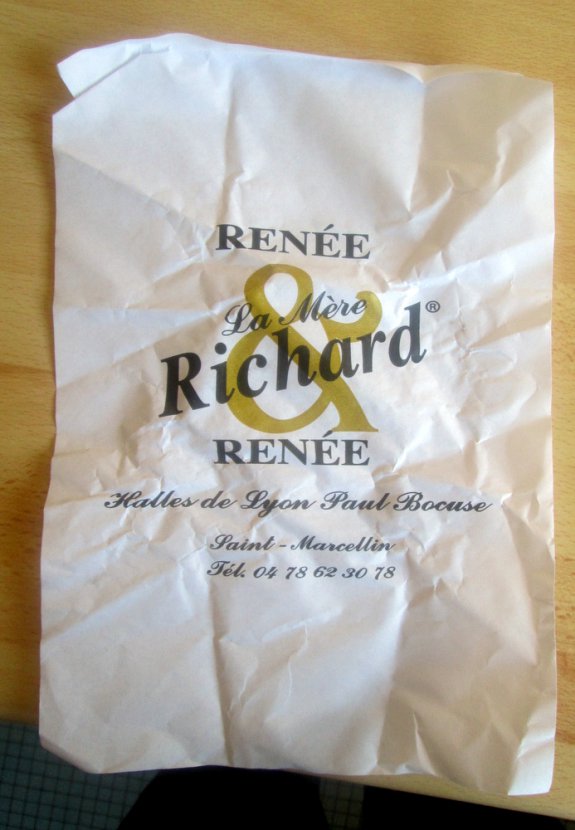 RENÉE
&
La Mère
Richard®
RENÉE
Halles de Lyon Paul Bocuse
Saint - Marcellin
Tél. 04 78 62 30 78